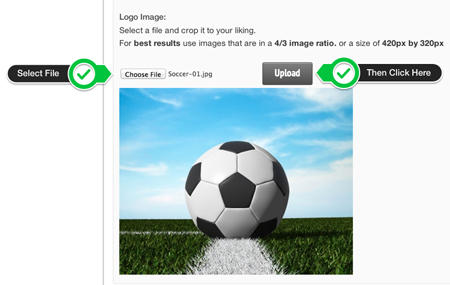 Logo Image:
Select a file and crop it to your liking.
For best results use images that are in a 4/3 image ratio. or a size of 420px by 320px
Select File
Choose File Soccer-01.jpg
Upload
Then Click Here